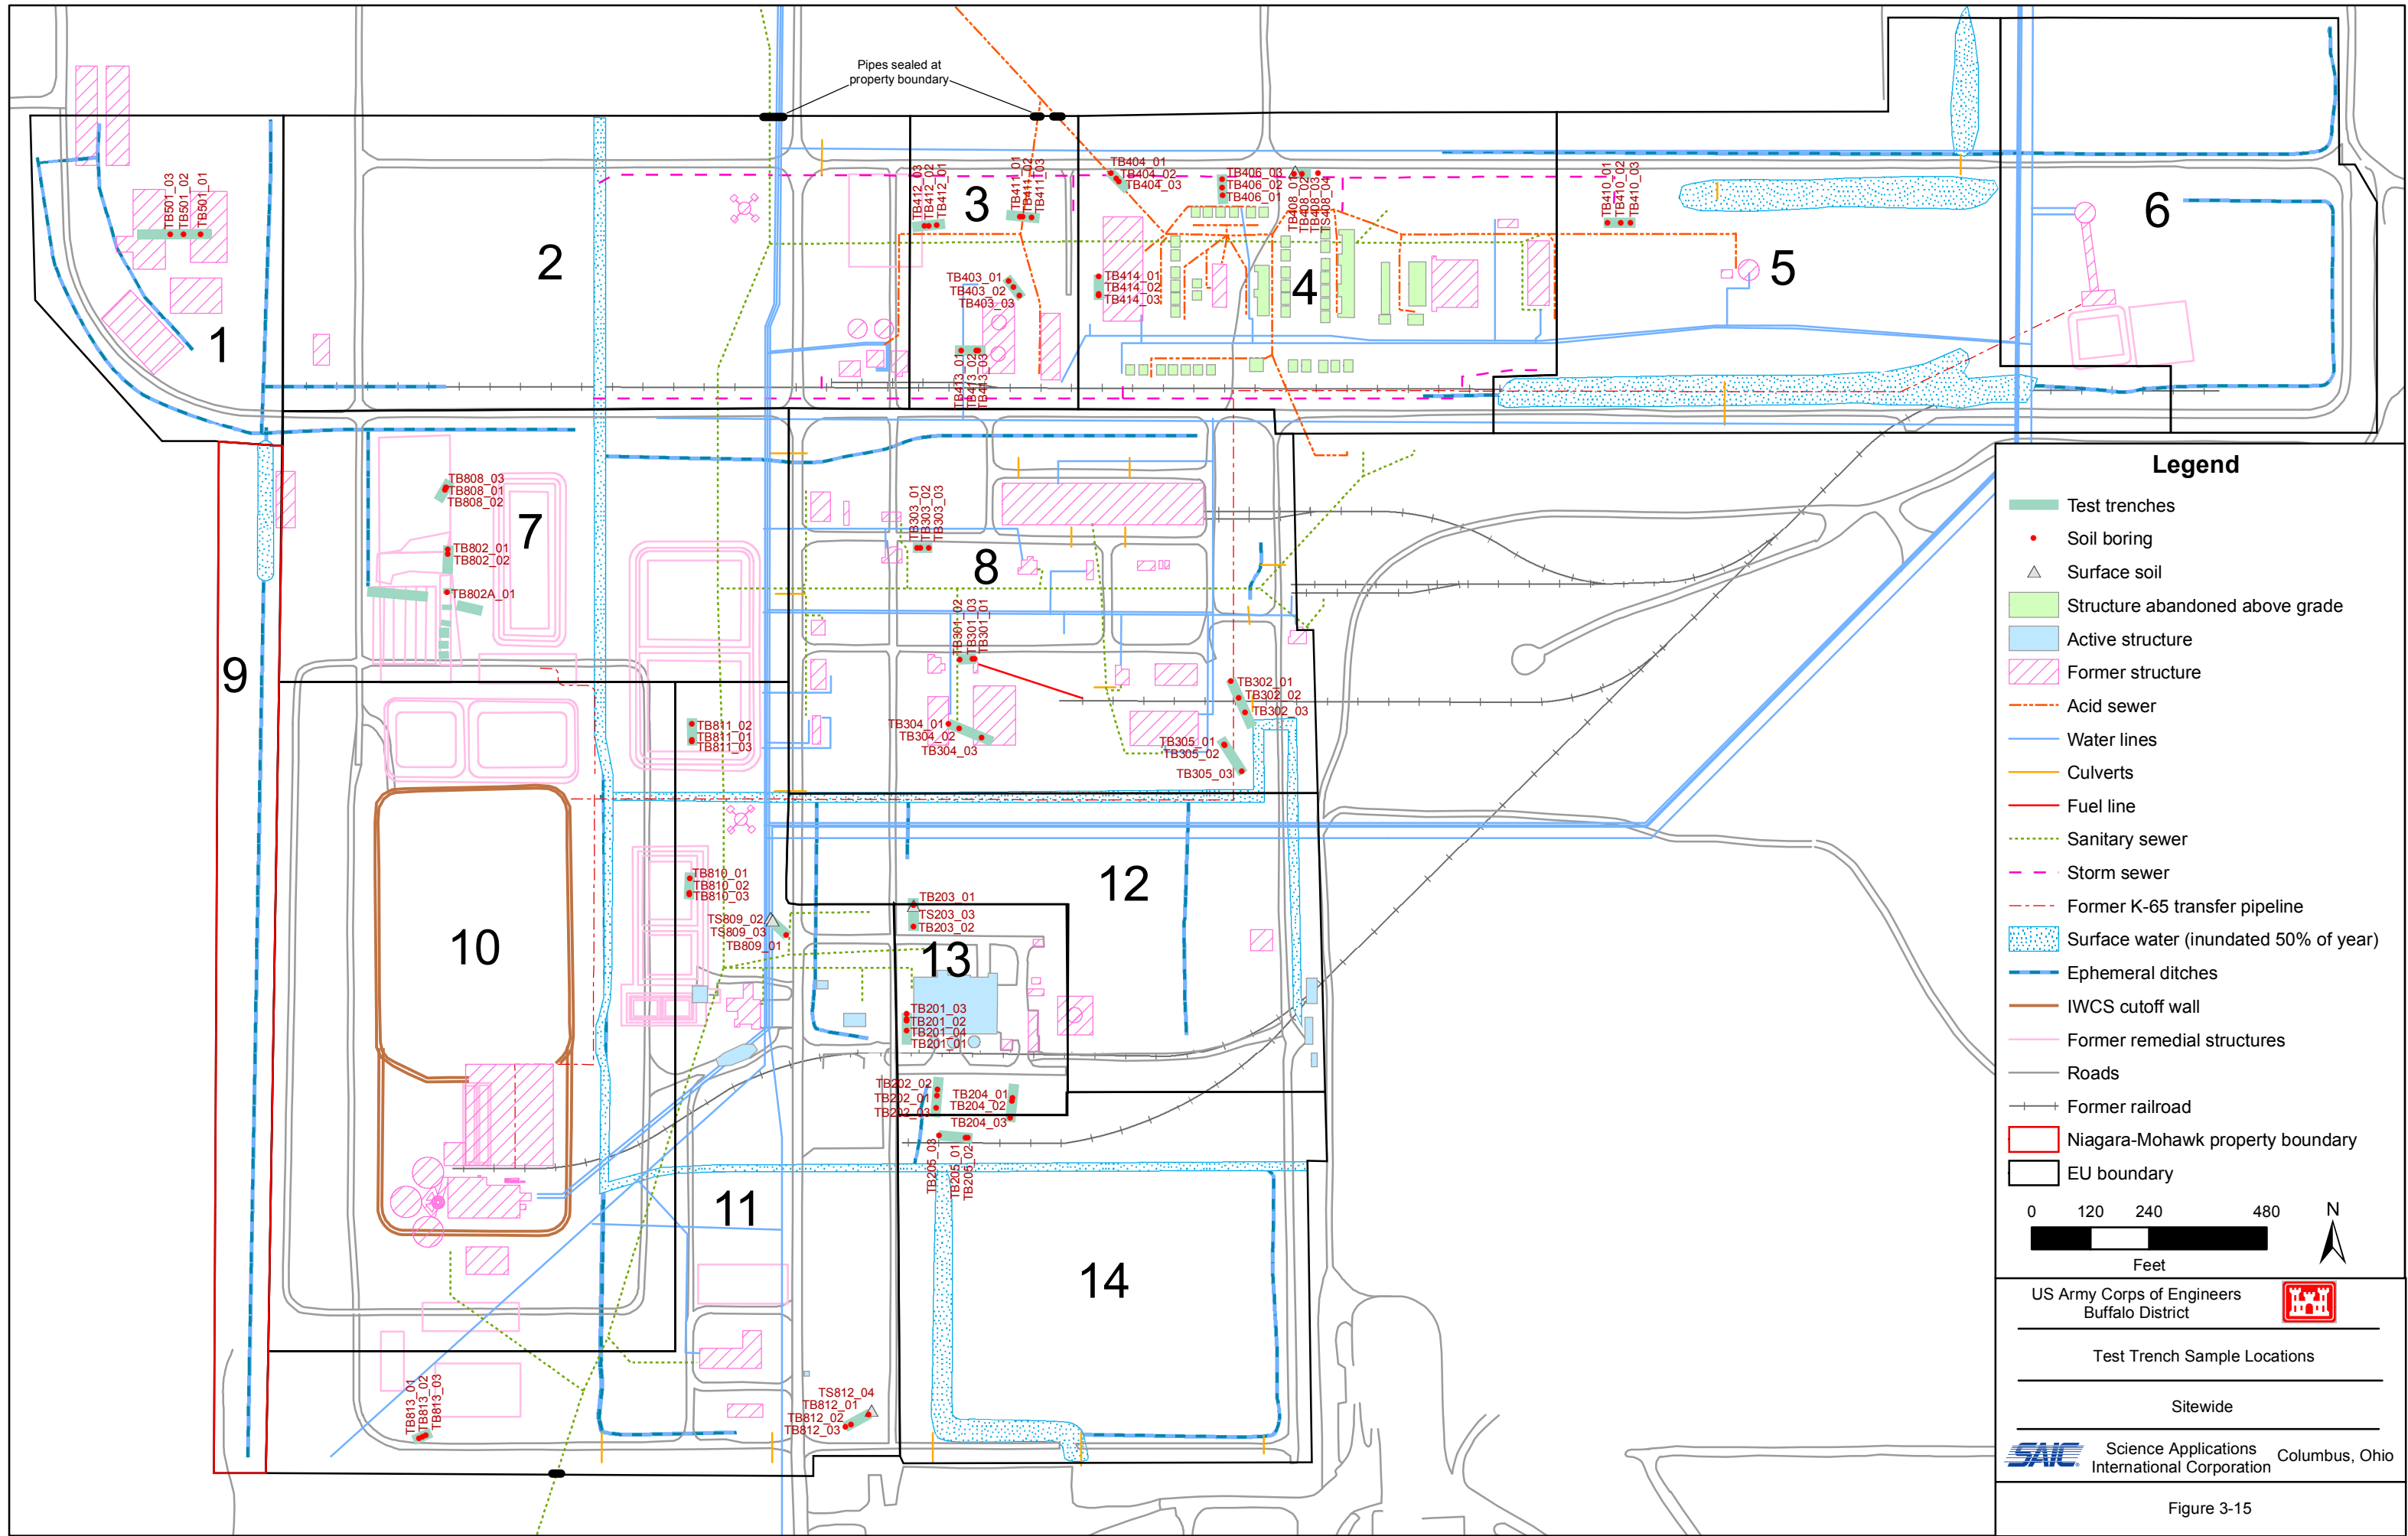 Pipes sealed at
property boundary
TB501_03
TB501_02
TB501_01
TB412_03
TB412_02
TB412_01
TB411_01
TB411_02
TB411_03
TB404_01
TB404_02
TB404_03
TB406_03
TB406_02
TB406_01
TB408_01
TB408_02
TB408_03
TS408_04
TB410_01
TB410_02
TB410_03
1
2
3
4
5
6
TB403_01
TB403_02
TB403_03
TB414_01
TB414_02
TB414_03
TB413_01
TB413_02
TB413_03
TB808_03
TB808_01
TB808_02
7
TB802_01
TB802_02
TB802A_01
TB303_01
TB303_02
TB303_03
8
TB301_02
TB301_03
TB301_01
9
TB302_01
TB302_02
TB302_03
TB811_02
TB811_01
TB811_03
TB304_01
TB304_02
TB304_03
TB305_01
TB305_02
TB305_03
TB810_01
TB810_02
TB810_03
TS809_02
TS809_03
TB809_01
TB203_01
TS203_03
TB203_02
10
12
13
TB201_03
TB201_02
TB201_04
TB201_01
TB202_02
TB202_01
TB202_03
TB204_01
TB204_02
TB204_03
TB205_03
TB205_01
TB205_02
11
14
TB813_01
TB813_02
TB813_03
TS812_04
TB812_01
TB812_02
TB812_03
Legend
Test trenches
Soil boring
Surface soil
Structure abandoned above grade
Active structure
Former structure
Acid sewer
Water lines
Culverts
Fuel line
Sanitary sewer
Storm sewer
Former K-65 transfer pipeline
Surface water (inundated 50% of year)
Ephemeral ditches
IWCS cutoff wall
Former remedial structures
Roads
Former railroad
Niagara-Mohawk property boundary
EU boundary
0 120 240 480
Feet
N
US Army Corps of Engineers
Buffalo District
Test Trench Sample Locations
Sitewide
SAIC
Science Applications
International Corporation
Columbus, Ohio
Figure 3-15